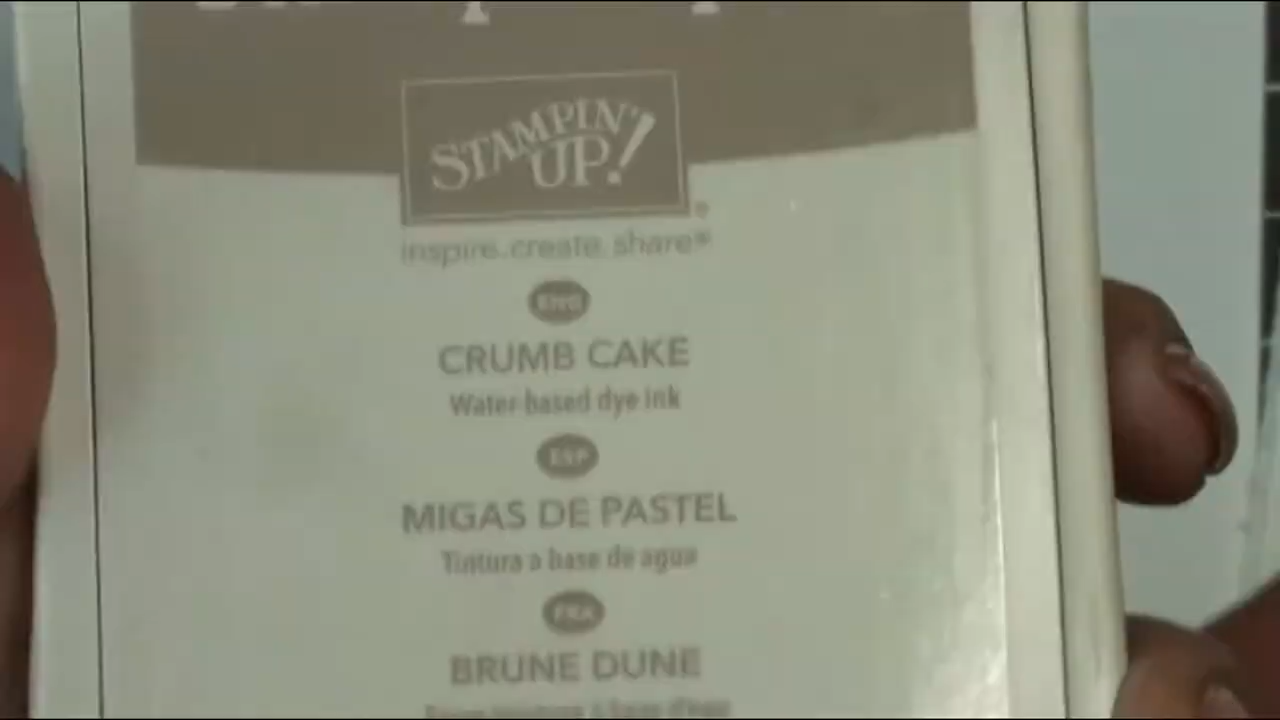 STAMPIN'
UP!
inspire.create.share®
ENG
CRUMB CAKE
Water-based dye ink
ESP
MIGAS DE PASTEL
Tintura a base de agua
FRA
BRUNE DUNE